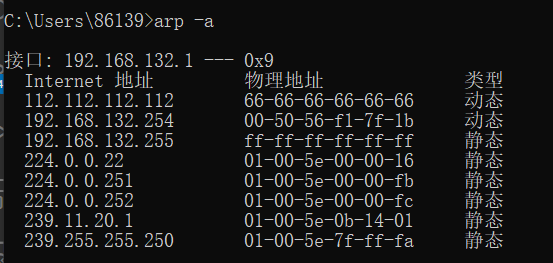 C:\Users\86139>arp -a
接口: 192.168.132.1 --- 0x9
Internet 地址 物理地址 类型
112.112.112.112 66-66-66-66-66-66 动态
192.168.132.254 00-50-56-f1-7f-1b 动态
192.168.132.255 ff-ff-ff-ff-ff-ff 静态
224.0.0.22 01-00-5e-00-00-16 静态
224.0.0.251 01-00-5e-00-00-fb 静态
224.0.0.252 01-00-5e-00-00-fc 静态
239.11.20.1 01-00-5e-0b-14-01 静态
239.255.255.250 01-00-5e-7f-ff-fa 静态